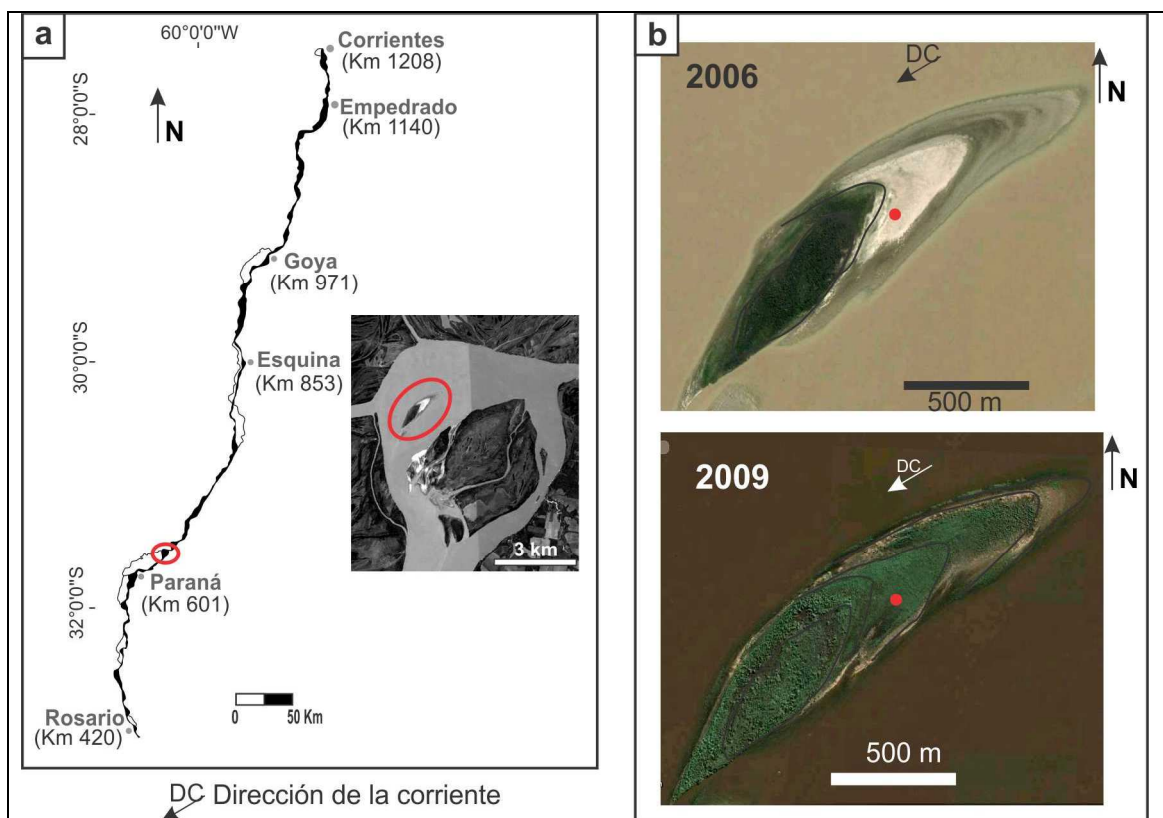 a
60°0'0"W
Corrientes
(Km 1208)
28°0'0"S
N
Empedrado
(Km 1140)
Goya
(Km 971)
30°0'0"S
Esquina
(Km 853)
3 km
Paraná
(Km 601)
32°0'0"S
0 50 Km
Rosario
(Km 420)
DC Dirección de la corriente
b
2006
DC
N
500 m
2009
DC
N
500 m